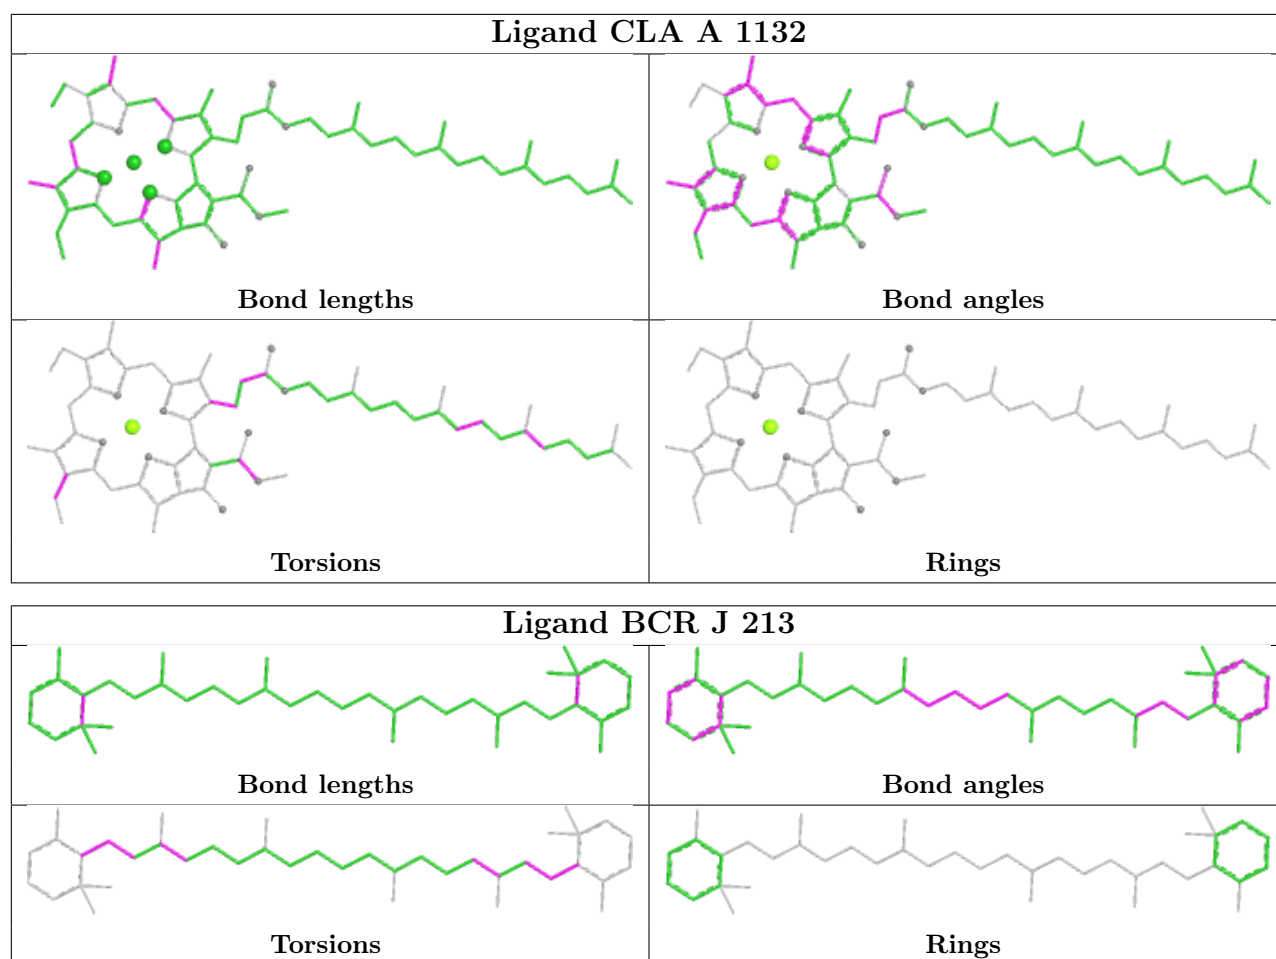 Ligand CLA A 1132
Bond lengths
Bond angles
Torsions
Rings
Ligand BCR J 213
Bond lengths
Bond angles
Torsions
Rings